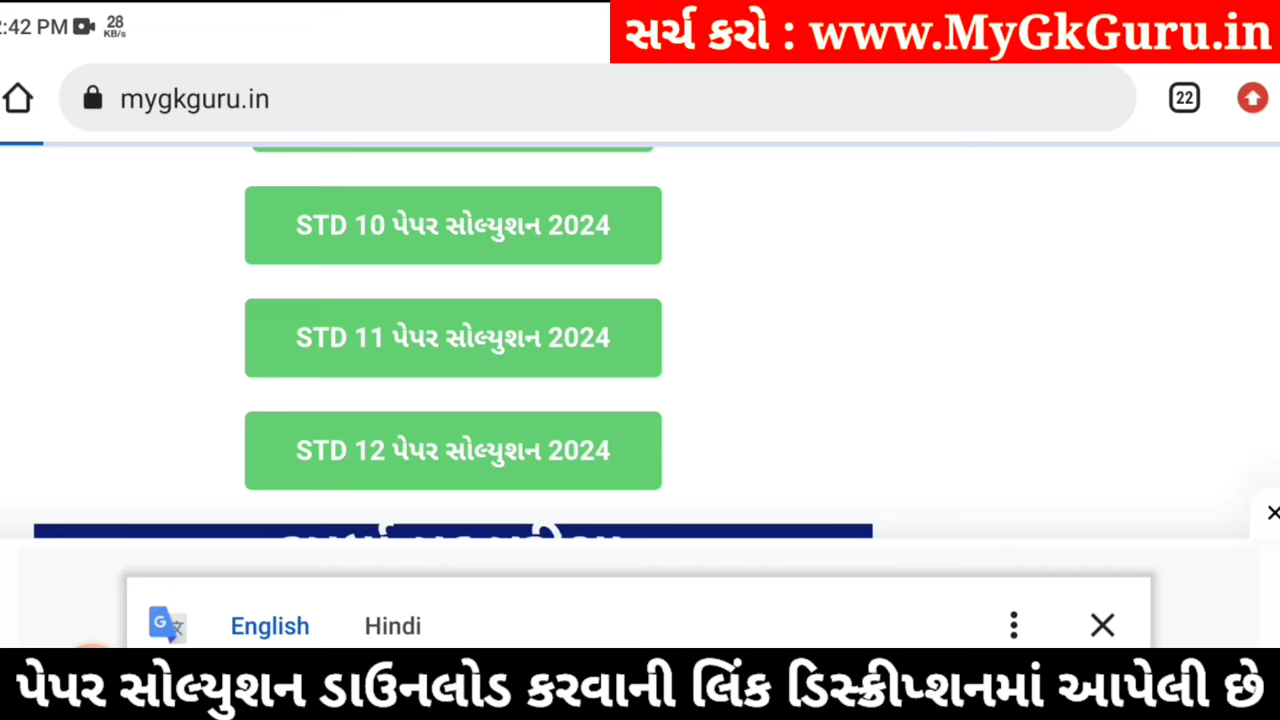 :42 PM 28 KB/s
સર્ચ કરો : www.MyGkGuru.in
mygkguru.in
22
STD 10 પેપર સોલ્યુશન 2024
STD 11 પેપર સોલ્યુશન 2024
STD 12 પેપર સોલ્યુશન 2024
English Hindi
પેપર સોલ્યુશન ડાઉનલોડ કરવાની લિંક ડિસ્ક્રીપ્શનમાં આપેલી છે